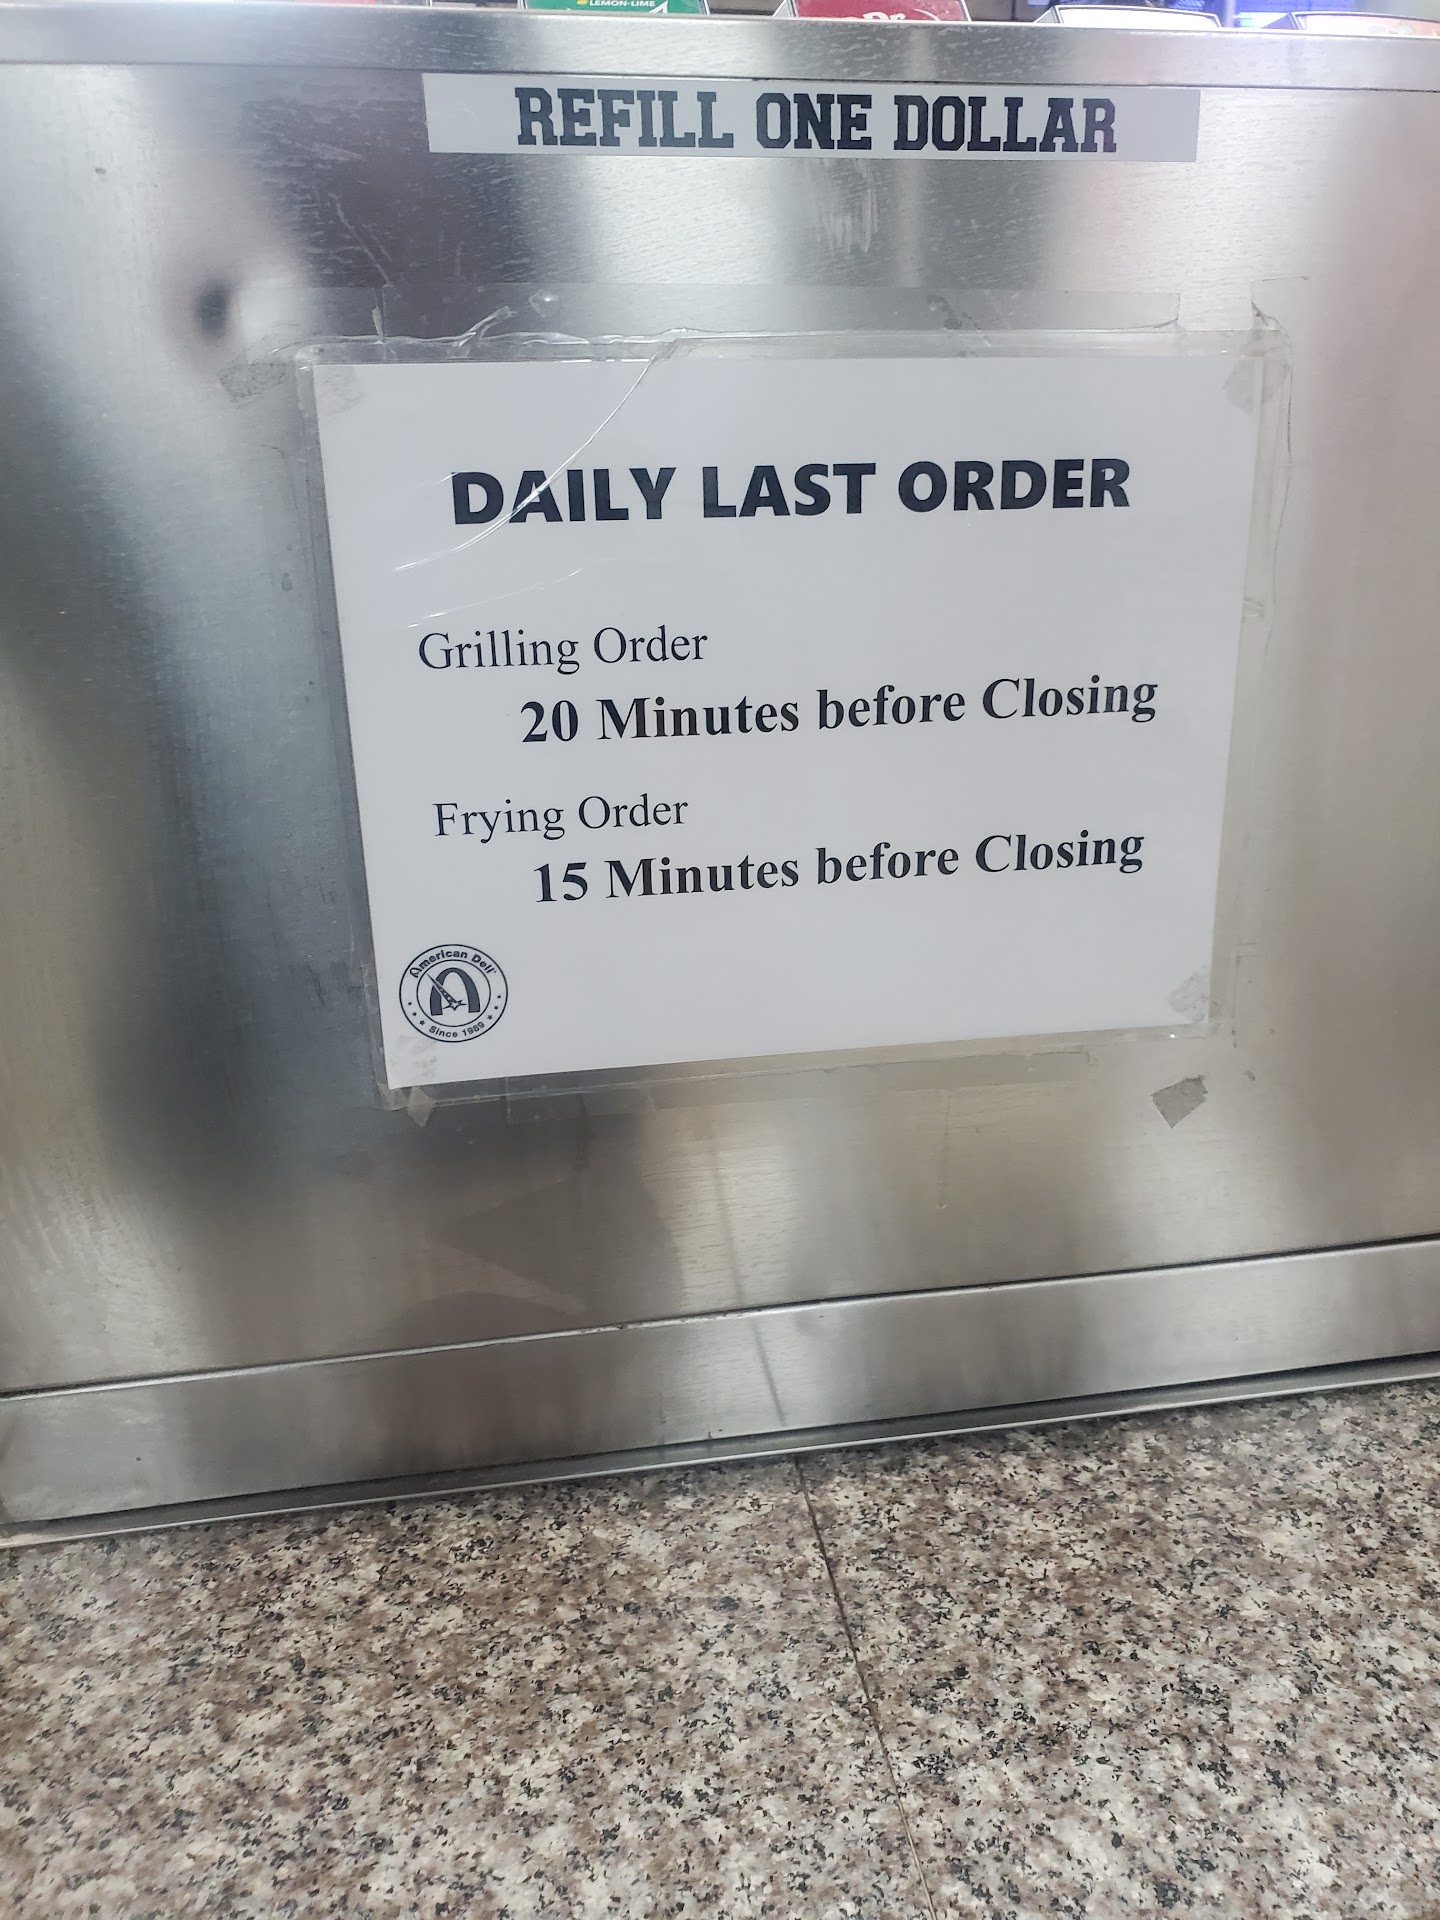 LEMON-LIME
Dr
REFILL ONE DOLLAR
DAILY LAST ORDER
Grilling Order
20 Minutes before Closing
Frying Order
15 Minutes before Closing
American Deli
Since 1989